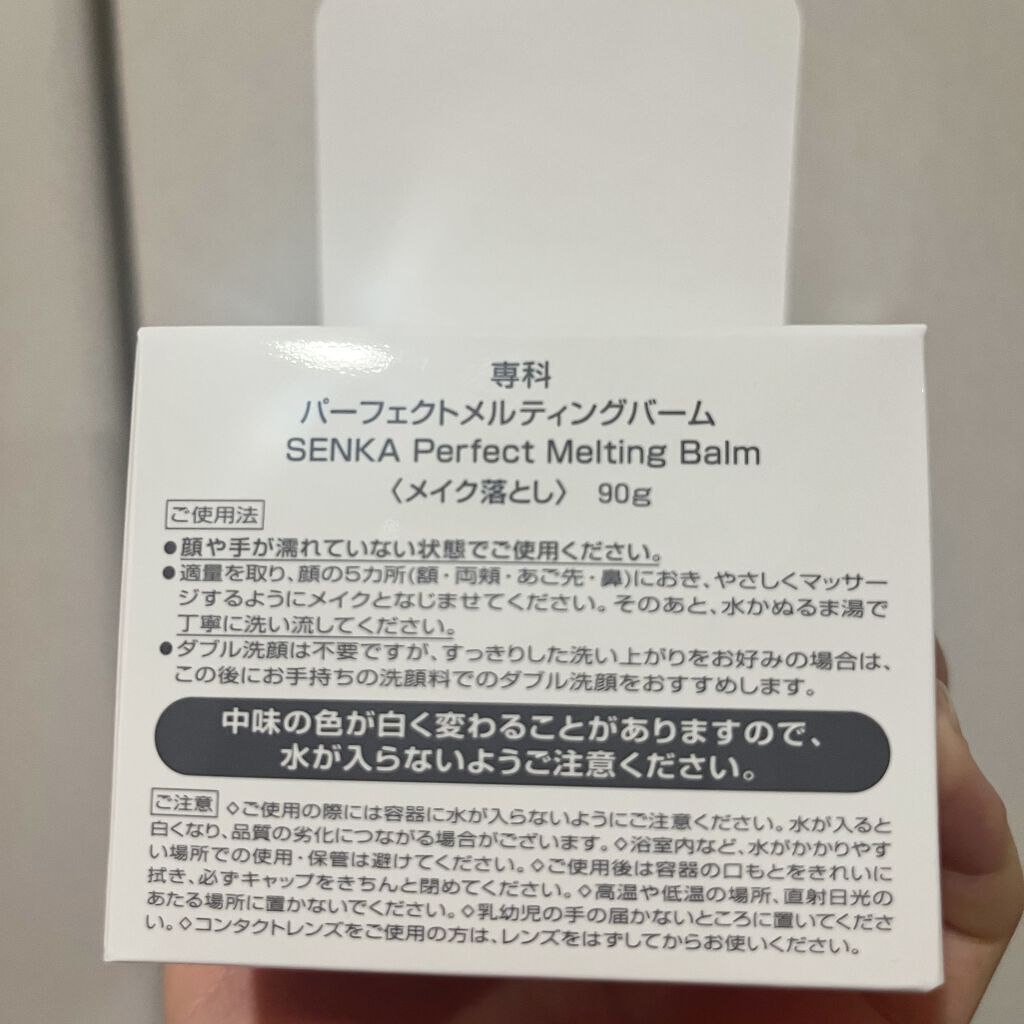 専科
パーフェクトメルティングバーム
SENKA Perfect Melting Balm
〈メイク落とし〉 90g
ご使用法
●顔や手が濡れていない状態でご使用ください。
●適量を取り、顔の5カ所(額・両頬・あご先・鼻)におき、やさしくマッサー
ジするようにメイクとなじませてください。そのあと、水かぬるま湯で
丁寧に洗い流してください。
●ダブル洗顔は不要ですが、すっきりした洗い上がりをお好みの場合は、
この後にお手持ちの洗顔料でのダブル洗顔をおすすめします。
中味の色が白く変わることがありますので、
水が入らないようご注意ください。
ご注意 ◇ご使用の際には容器に水が入らないようにご注意ください。水が入ると
白くなり、品質の劣化につながる場合がございます。◇浴室内など、水がかかりやす
い場所での使用・保管は避けてください。◇ご使用後は容器の口もとをきれいに
拭き、必ずキャップをきちんと閉めてください。◇高温や低温の場所、直射日光の
あたる場所に置かないでください。◇乳幼児の手の届かないところに置いてくださ
い。◇コンタクトレンズをご使用の方は、レンズをはずしてからお使いください。